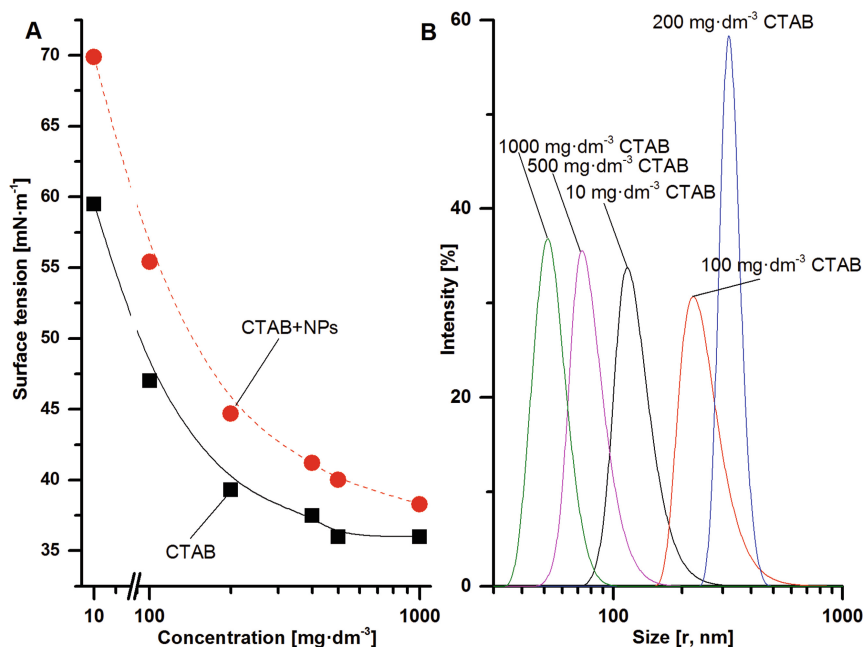 A
Surface tension [mN·m⁻¹]
70
65
60
55
50
45
40
35
CTAB+NPs
CTAB
10 100 1000
Concentration [mg·dm⁻³]
B
Intensity [%]
60
40
20
0
200 mg·dm⁻³ CTAB
1000 mg·dm⁻³ CTAB
500 mg·dm⁻³ CTAB
10 mg·dm⁻³ CTAB
100 mg·dm⁻³ CTAB
100 1000
Size [r, nm]